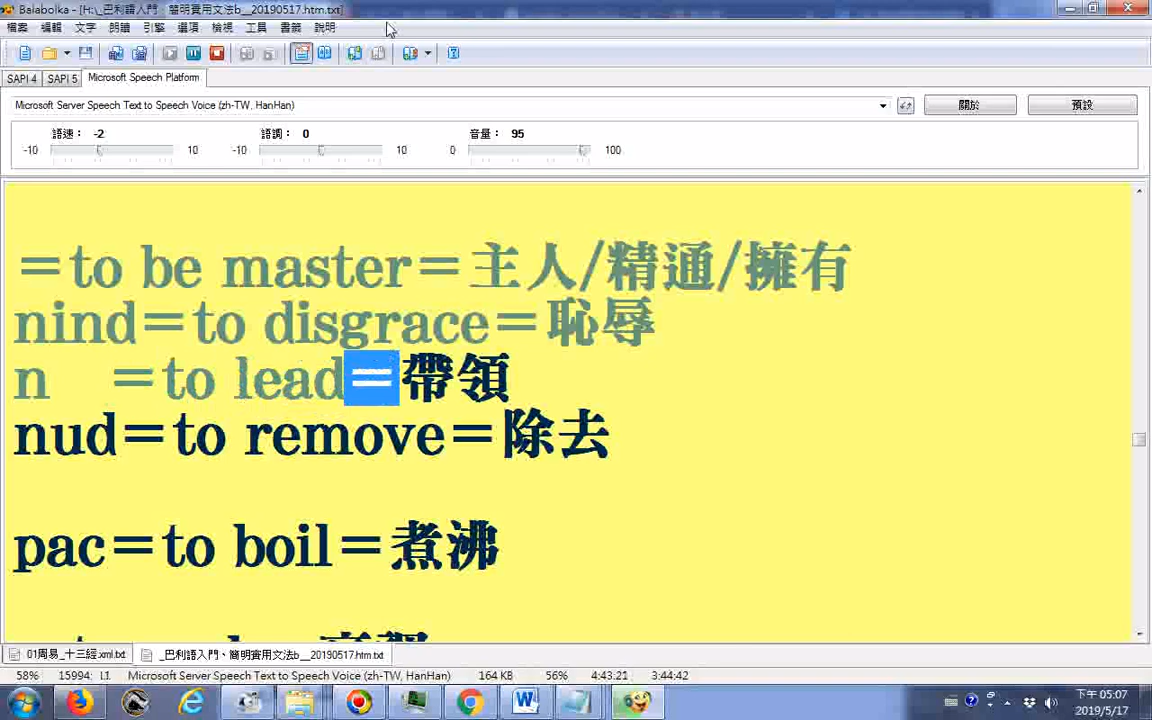 Balabolka - [H:\_巴利語入門、簡明實用文法b__20190517.htm.txt]
檔案 編輯 文字 朗讀 引擎 選項 檢視 工具 書籤 說明
SAPI 4 SAPI 5 Microsoft Speech Platform
Microsoft Server Speech Text to Speech Voice (zh-TW, HanHan) 關於 預設
語速： -2 語調： 0 音量： 95
-10 10 -10 10 0 100
＝to be master＝主人/精通/擁有
nind＝to disgrace＝恥辱
n ＝to lead＝帶領
nud＝to remove＝除去
pac＝to boil＝煮沸
01周易_十三經.xml.txt _巴利語入門、簡明實用文法b__20190517.htm.txt
58% 15994: 11 Microsoft Server Speech Text to Speech Voice (zh-TW, HanHan) 164 KB 56% 4:43:21 3:44:42
下午 05:07
2019/5/17